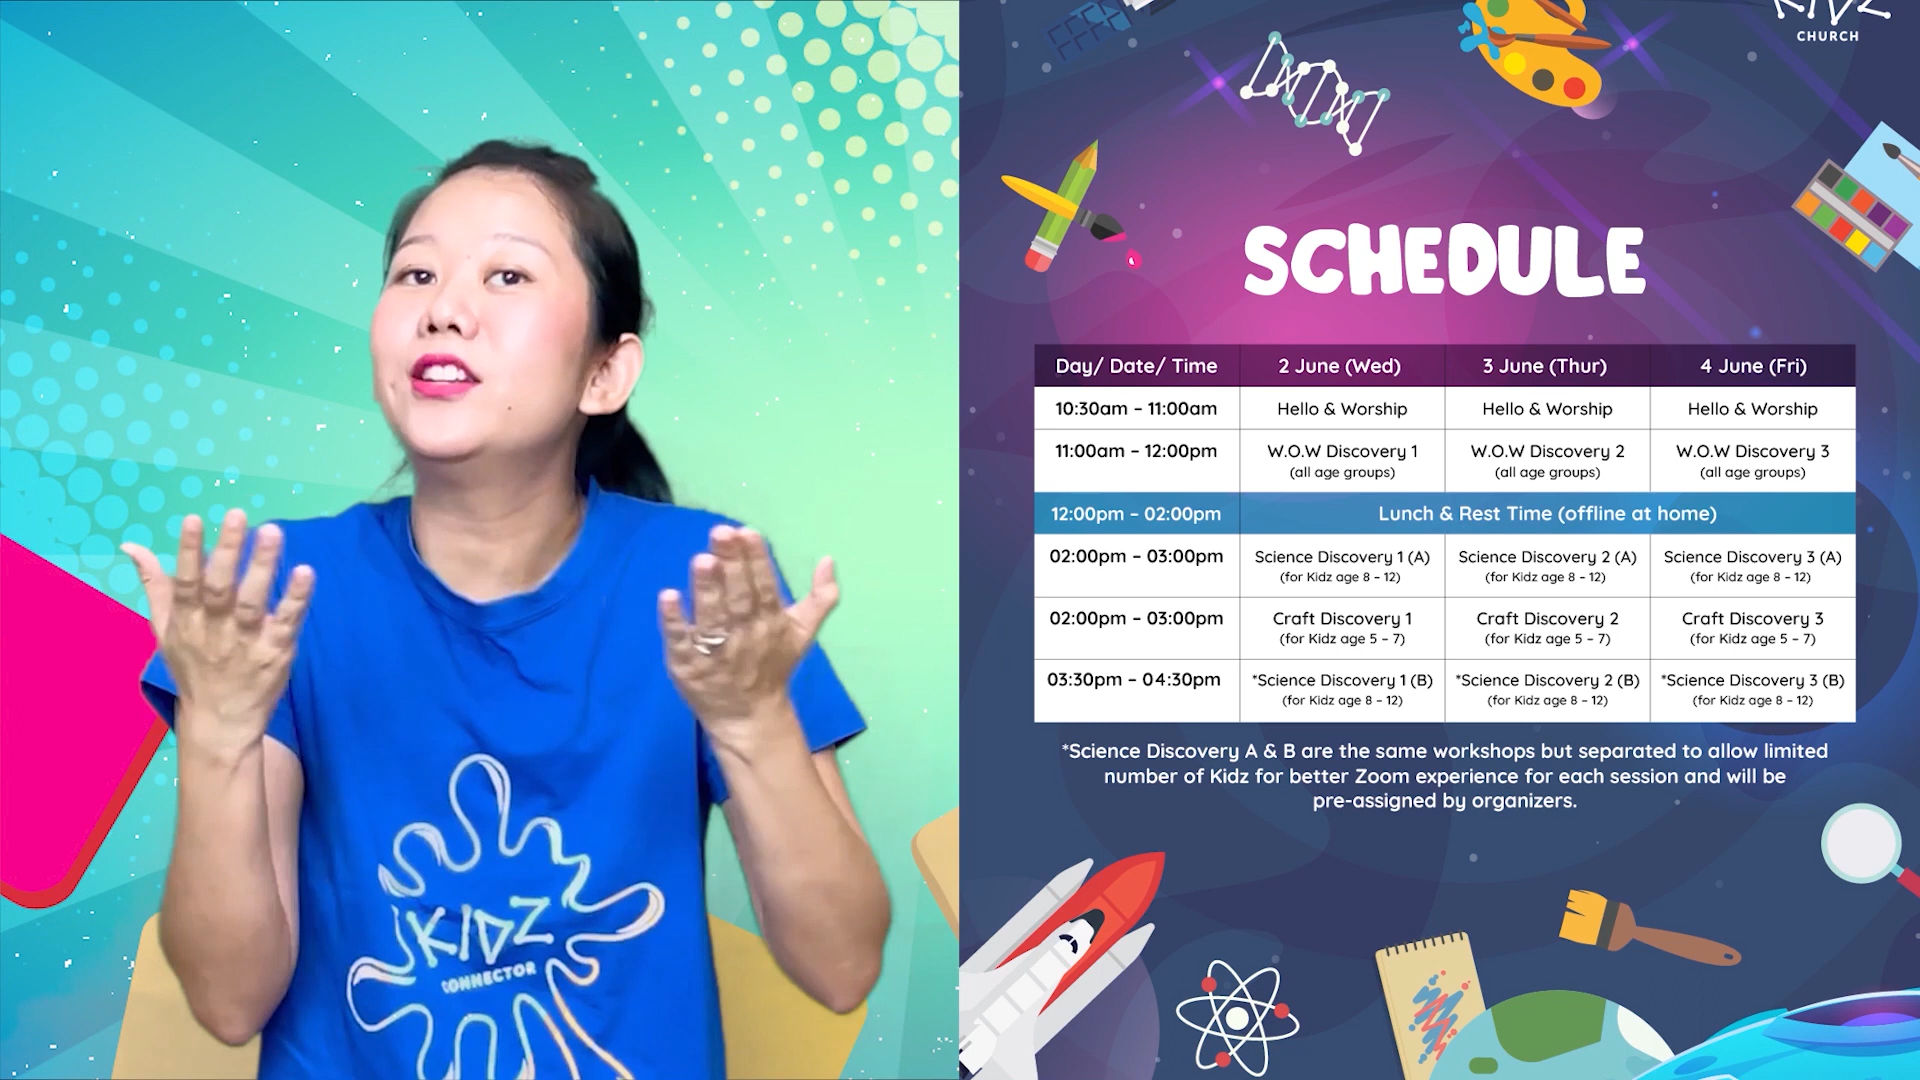 KIDZ
CONNECTOR
KIDZ
CHURCH
SCHEDULE
Day/ Date/ Time 2 June (Wed) 3 June (Thur) 4 June (Fri)
10:30am – 11:00am Hello & Worship Hello & Worship Hello & Worship
11:00am – 12:00pm W.O.W Discovery 1 W.O.W Discovery 2 W.O.W Discovery 3
(all age groups) (all age groups) (all age groups)
12:00pm – 02:00pm Lunch & Rest Time (offline at home)
02:00pm – 03:00pm Science Discovery 1 (A) Science Discovery 2 (A) Science Discovery 3 (A)
(for Kidz age 8 – 12) (for Kidz age 8 – 12) (for Kidz age 8 – 12)
02:00pm – 03:00pm Craft Discovery 1 Craft Discovery 2 Craft Discovery 3
(for Kidz age 5 – 7) (for Kidz age 5 – 7) (for Kidz age 5 – 7)
03:30pm – 04:30pm *Science Discovery 1 (B) *Science Discovery 2 (B) *Science Discovery 3 (B)
(for Kidz age 8 – 12) (for Kidz age 8 – 12) (for Kidz age 8 – 12)
*Science Discovery A & B are the same workshops but separated to allow limited
number of Kidz for better Zoom experience for each session and will be
pre-assigned by organizers.